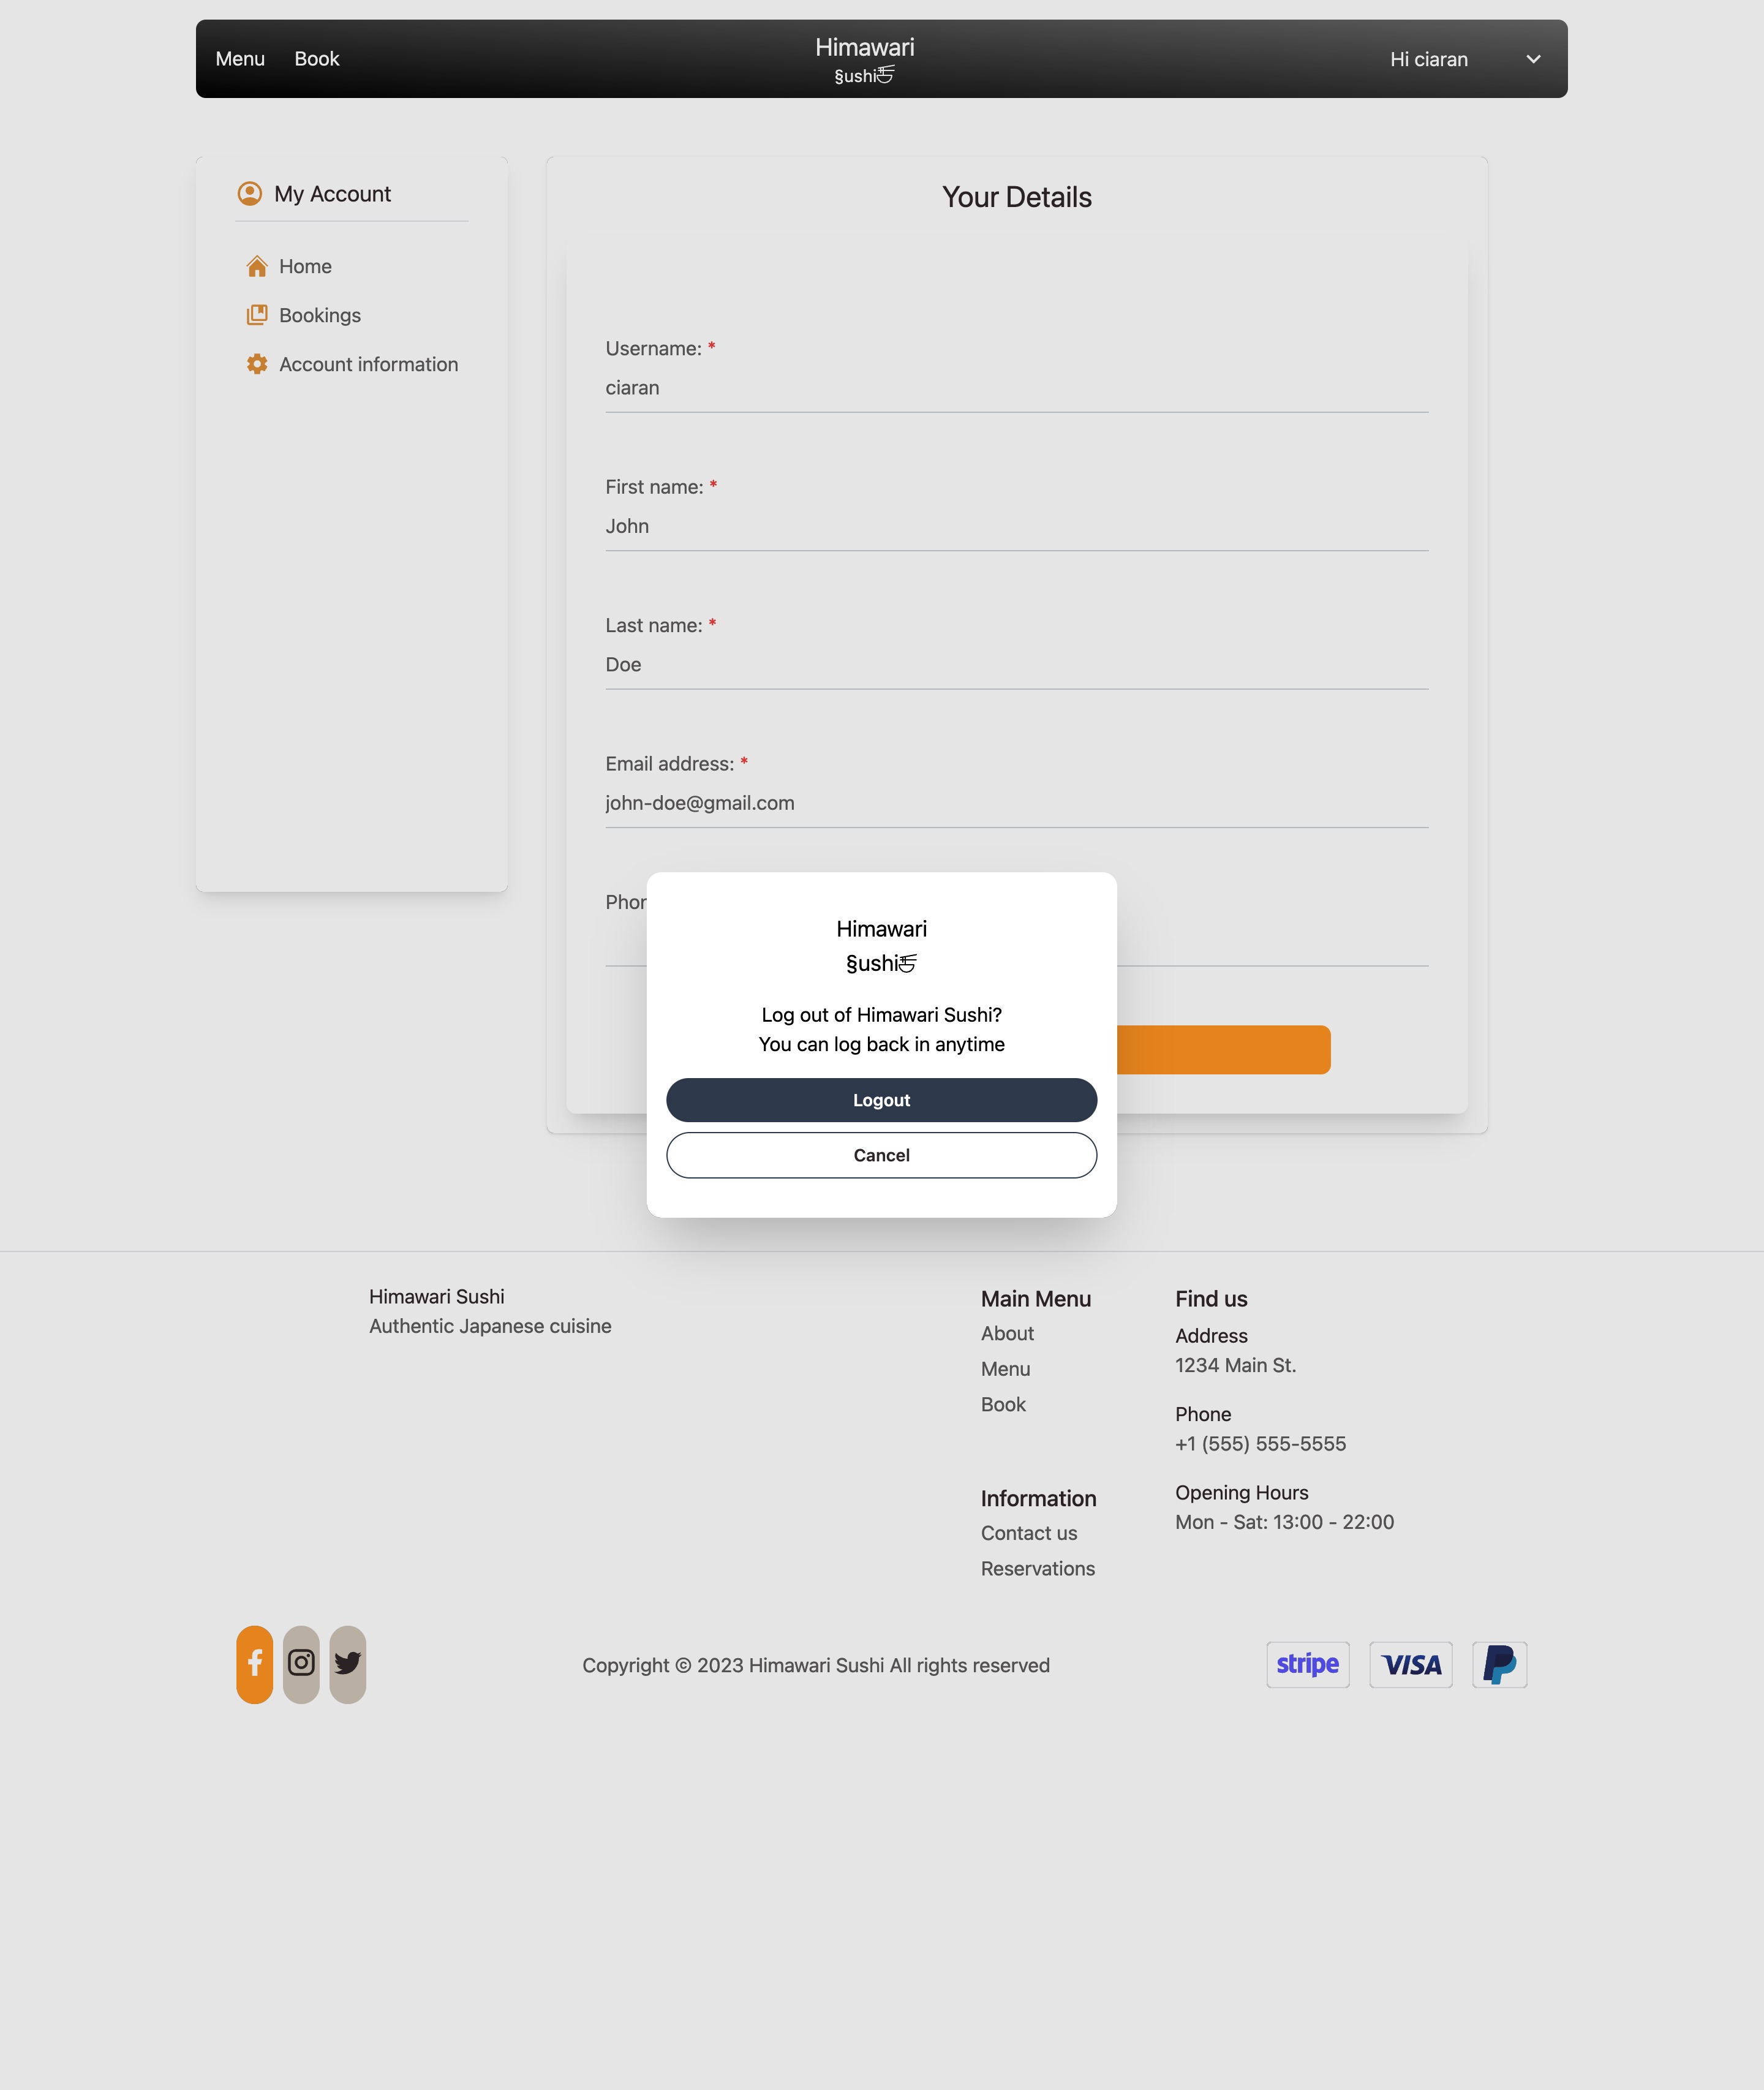 Menu Book
Himawari
§ushi
Hi ciaran
My Account
Home
Bookings
Account information
Your Details
Username: *
ciaran
First name: *
John
Last name: *
Doe
Email address: *
john-doe@gmail.com
Himawari
§ushi
Log out of Himawari Sushi?
You can log back in anytime
Logout
Cancel
Himawari Sushi
Authentic Japanese cuisine
Main Menu
About
Menu
Book
Information
Contact us
Reservations
Find us
Address
1234 Main St.
Phone
+1 (555) 555-5555
Opening Hours
Mon - Sat: 13:00 - 22:00
Copyright © 2023 Himawari Sushi All rights reserved
stripe
VISA